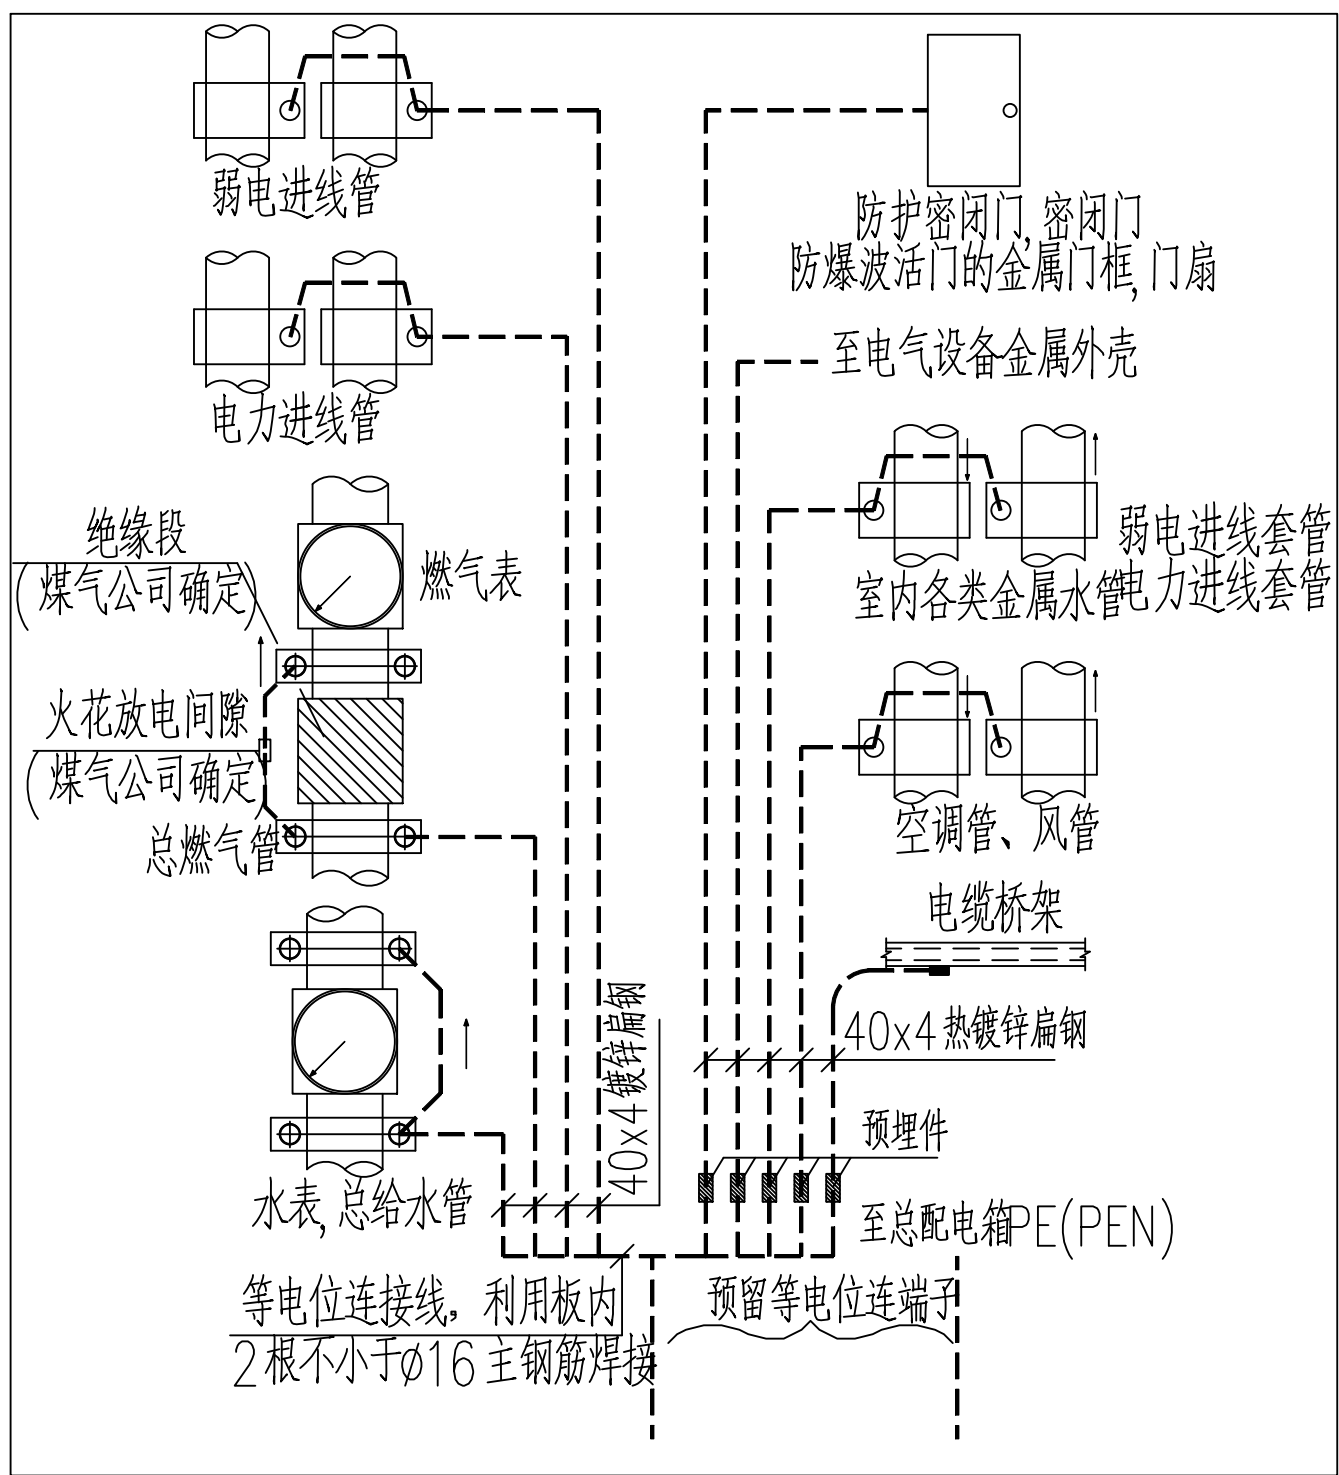 弱电进线管
防护密闭门,密闭门
防爆波活门的金属门框,门扇
电力进线管
至电气设备金属外壳
绝缘段
(煤气公司确定)
燃气表
弱电进线套管
电力进线套管
室内各类金属水管
火花放电间隙
(煤气公司确定)
总燃气管
空调管、风管
电缆桥架
40x4镀锌扁钢
40x4热镀锌扁钢
预埋件
水表,总给水管
至总配电箱PE(PEN)
等电位连接线,利用板内
2根不小于ø16主钢筋焊接
预留等电位连端子